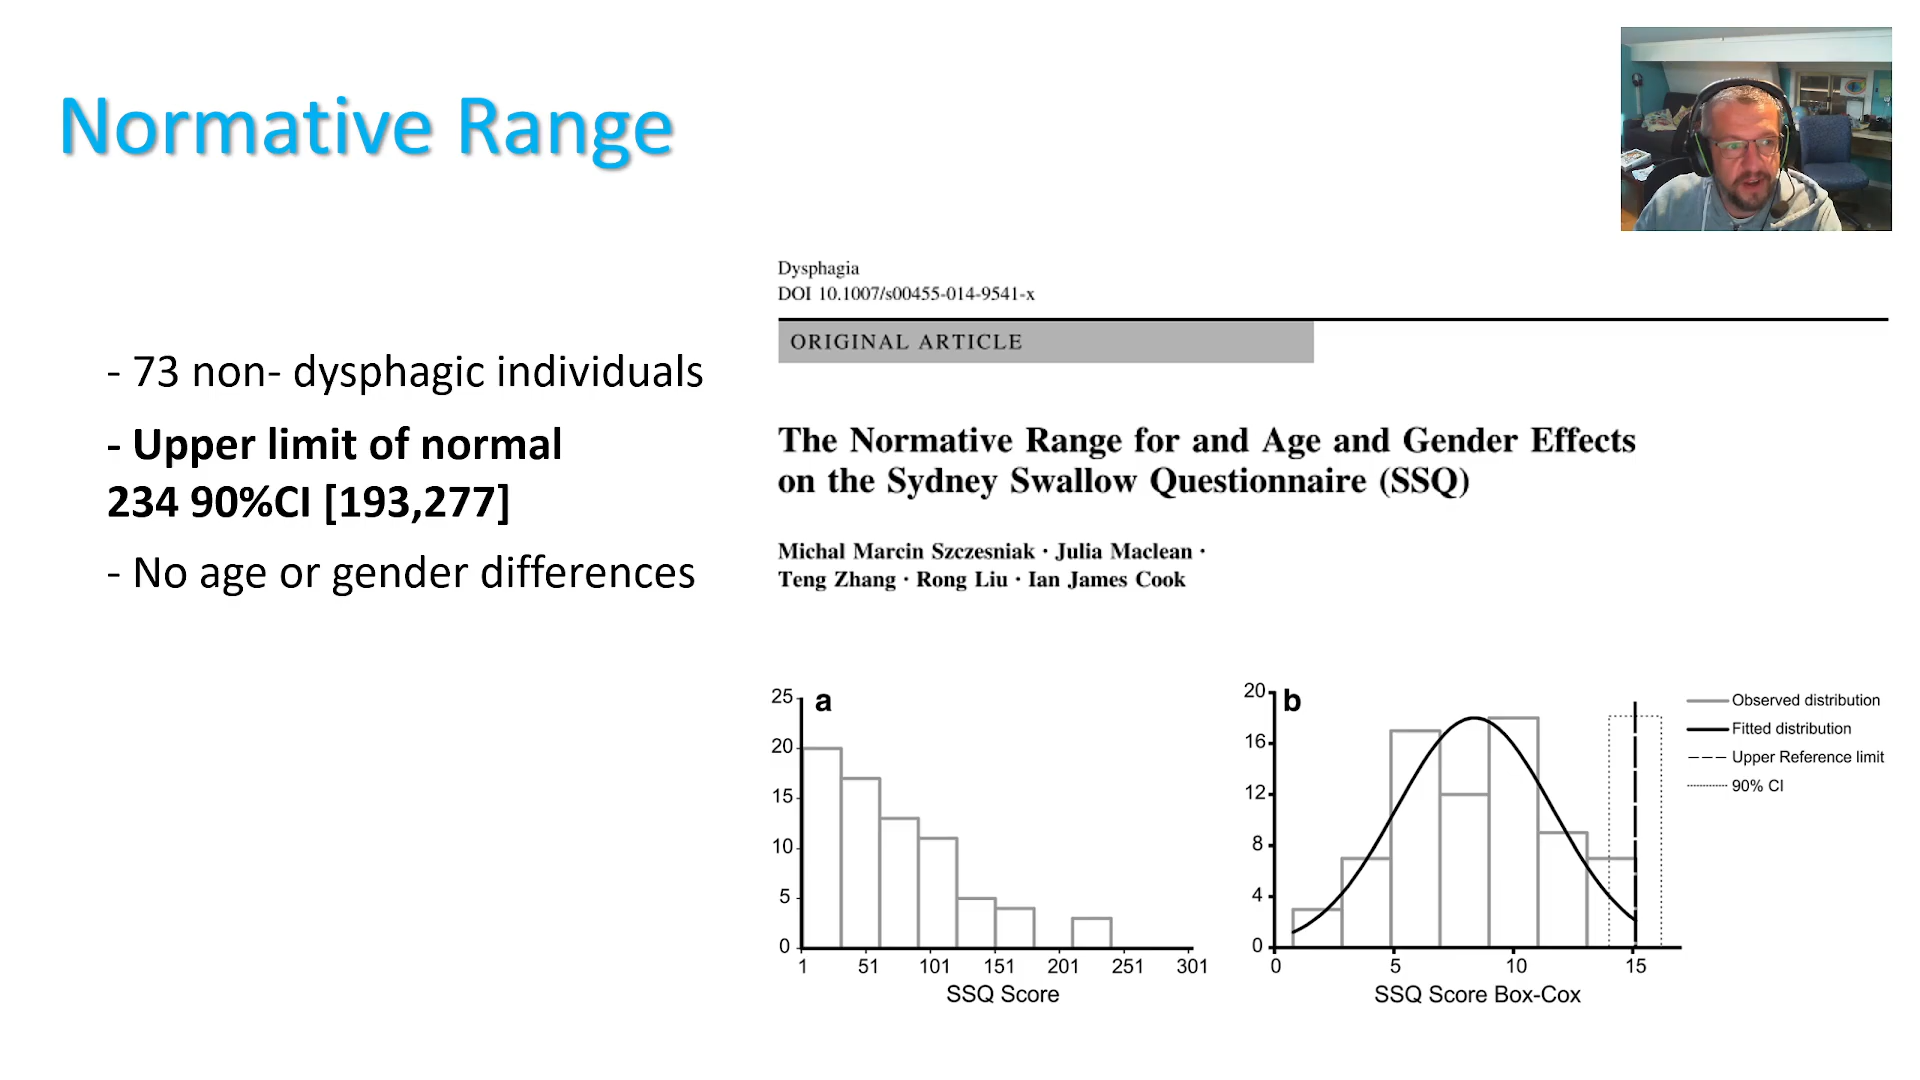 Normative Range
- 73 non- dysphagic individuals
- Upper limit of normal
234 90%CI [193,277]
- No age or gender differences
Dysphagia
DOI 10.1007/s00455-014-9541-x
ORIGINAL ARTICLE
The Normative Range for and Age and Gender Effects
on the Sydney Swallow Questionnaire (SSQ)
Michal Marcin Szczesniak · Julia Maclean ·
Teng Zhang · Rong Liu · Ian James Cook
a
25
20
15
10
5
0
1 51 101 151 201 251 301
SSQ Score
b
20
16
12
8
4
0
0 5 10 15
SSQ Score Box-Cox
Observed distribution
Fitted distribution
Upper Reference limit
90% CI